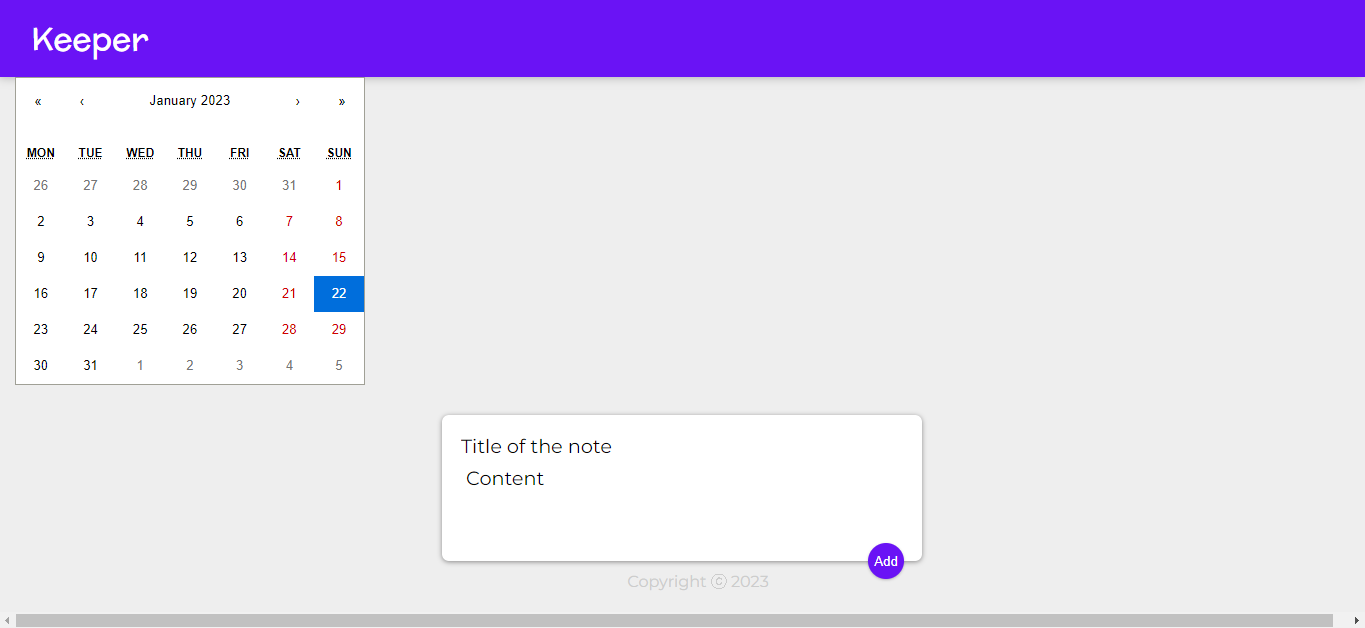 Keeper
« ‹ January 2023 › »
MON TUE WED THU FRI SAT SUN
26 27 28 29 30 31 1
2 3 4 5 6 7 8
9 10 11 12 13 14 15
16 17 18 19 20 21 22
23 24 25 26 27 28 29
30 31 1 2 3 4 5
Title of the note
Content
Add
Copyright ⓒ 2023